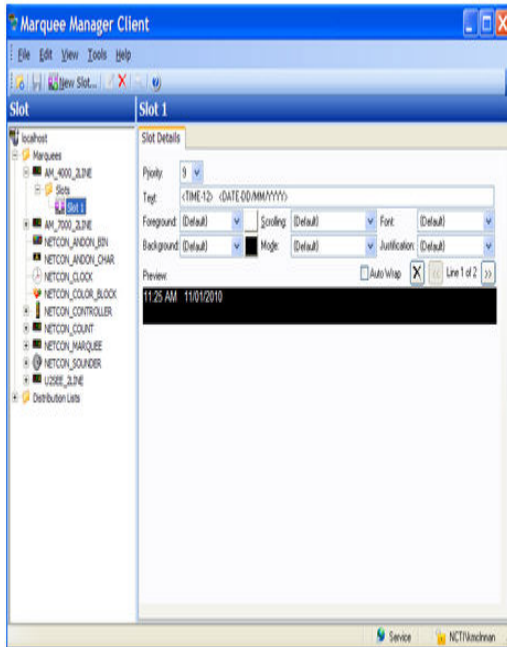 Marquee Manager Client
File Edit View Tools Help
New Slot...
Slot
Slot 1
localhost
Marquees
AM_4000_2LINE
Slots
Slot 1
AM_7000_2LINE
NETCON_ANDON_BIN
NETCON_ANDON_CHAR
NETCON_CLOCK
NETCON_COLOR_BLOCK
NETCON_CONTROLLER
NETCON_COUNT
NETCON_MARQUEE
NETCON_SOUNDER
U2SEE_2LINE
Distribution Lists
Slot Details
Priority: 9
Text: <TIME-12> <DATE-DD/MM/YYYY>
Foreground: (Default) Scrolling: (Default) Font: (Default)
Background: (Default) Mode: (Default) Justification: (Default)
Preview: Auto Wrap X << Line 1 of 2 >>
11:25 AM 11/01/2010
Service